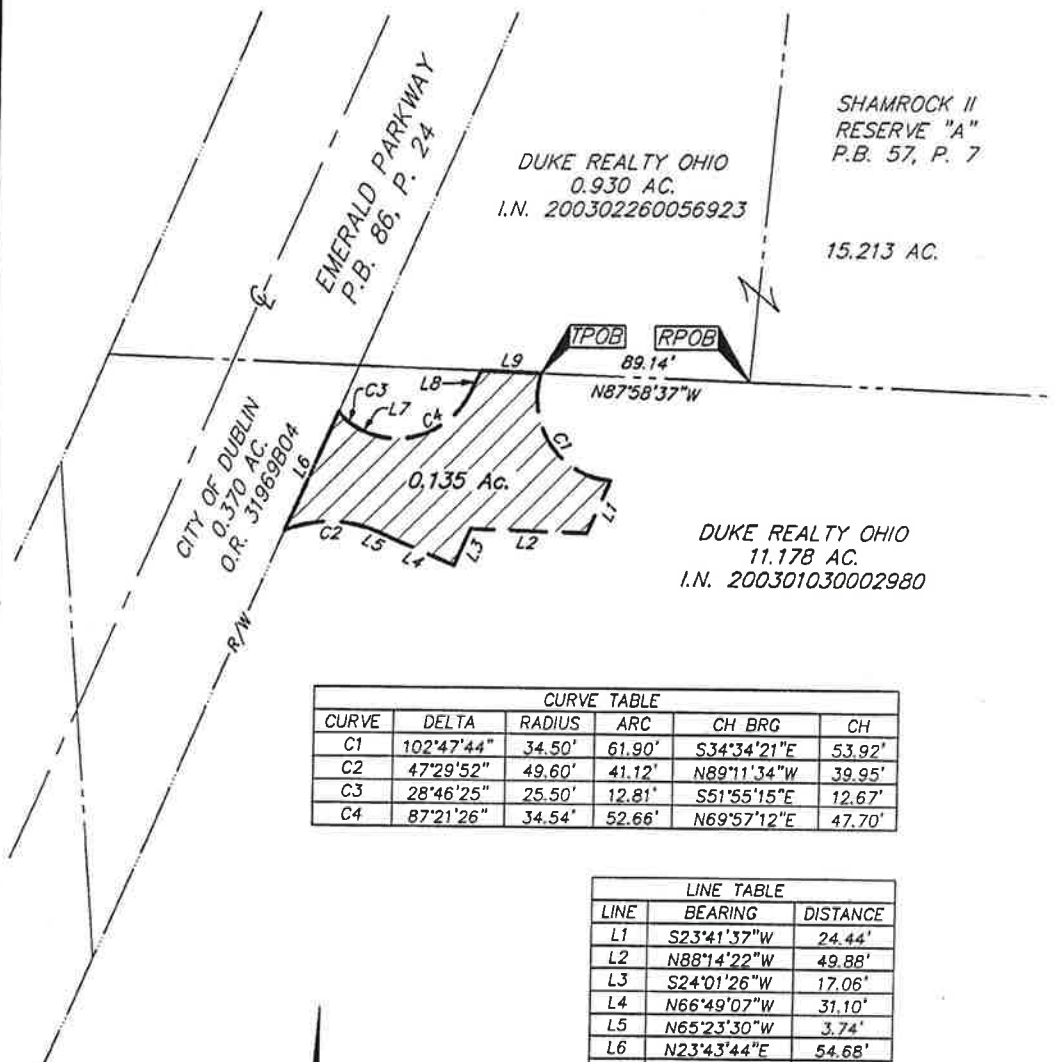 SHAMROCK II
RESERVE "A"
P.B. 57, P. 7
15.213 AC.
DUKE REALTY OHIO
0.930 AC.
I.N. 200302260056923
EMERALD PARKWAY
P.B. 86, P. 24
CL
TPOB
RPOB
89.14'
N87°58'37"W
L9
L8
C3
L7
C4
C1
L6
0.135 Ac.
L1
C2
L5
L4
L3
L2
CITY OF DUBLIN
0.370 AC.
O.R. 31969B04
R/W
DUKE REALTY OHIO
11.178 AC.
I.N. 200301030002980
CURVE TABLE
CURVE DELTA RADIUS ARC CH BRG CH
C1 102°47'44" 34.50' 61.90' S34°34'21"E 53.92'
C2 47°29'52" 49.60' 41.12' N89°11'34"W 39.95'
C3 28°46'25" 25.50' 12.81' S51°55'15"E 12.67'
C4 87°21'26" 34.54' 52.66' N69°57'12"E 47.70'
LINE TABLE
LINE BEARING DISTANCE
L1 S23°41'37"W 24.44'
L2 N88°14'22"W 49.88'
L3 S24°01'26"W 17.06'
L4 N66°49'07"W 31.10'
L5 N65°23'30"W 3.74'
L6 N23°43'44"E 54.68'